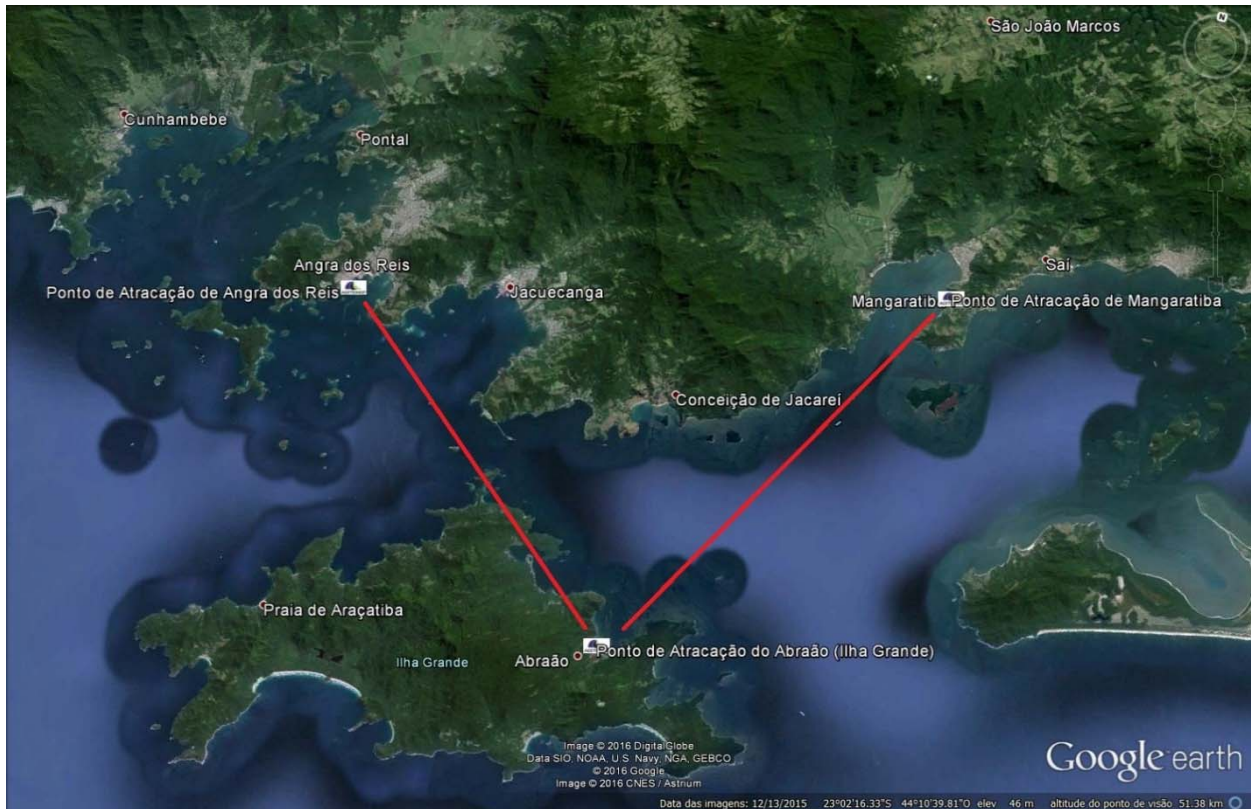 N
São João Marcos
Cunhambebe
Pontal
Angra dos Reis
Ponto de Atracação de Angra dos Reis
Jacuecanga
Saí
Mangaratib
Ponto de Atracação de Mangaratiba
Conceição de Jacareí
Praia de Araçatiba
Ilha Grande
Abraão
Ponto de Atracação do Abraão (Ilha Grande)
Image © 2016 DigitalGlobe
Data SIO, NOAA, U.S. Navy, NGA, GEBCO
© 2016 Google
Image © 2016 CNES / Astrium
Google earth
Data das imagens: 12/13/2015 23°02'16.33"S 44°10'39.81"O elev 46 m altitude do ponto de visão 51.38 km